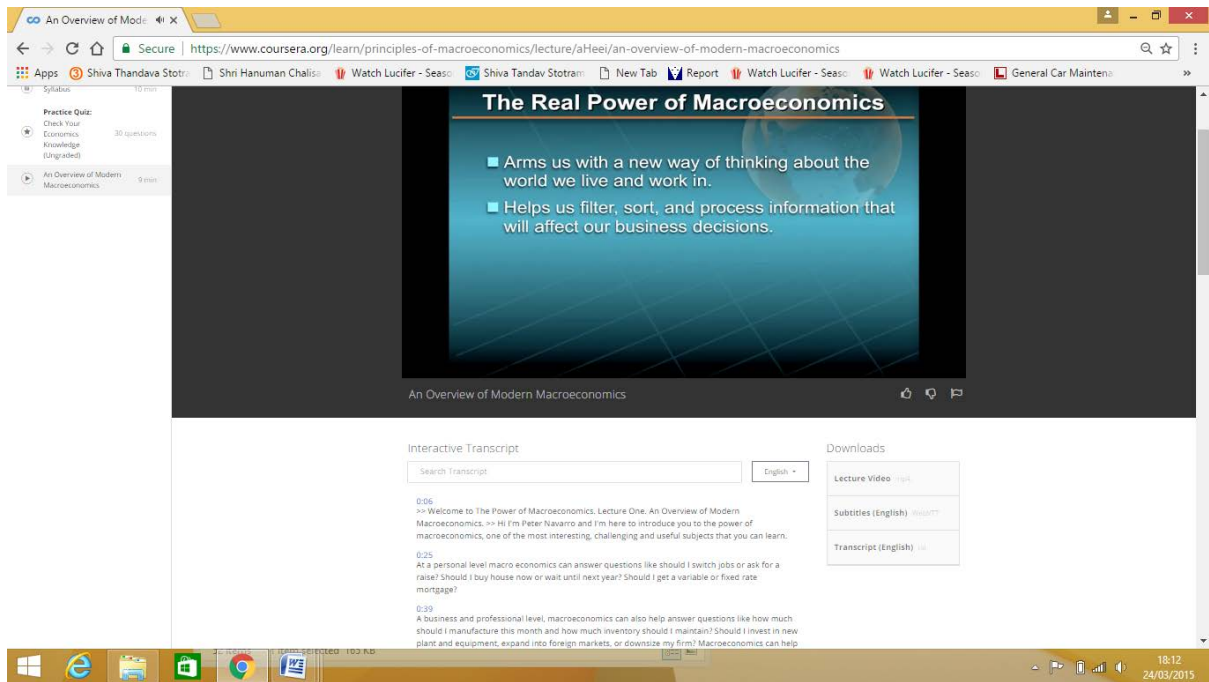 An Overview of Mode
Secure | https://www.coursera.org/learn/principles-of-macroeconomics/lecture/aHeei/an-overview-of-modern-macroeconomics
Apps Shiva Thandava Stotra Shri Hanuman Chalisa Watch Lucifer - Seaso Shiva Tandav Stotram New Tab Report Watch Lucifer - Seaso Watch Lucifer - Seaso General Car Maintena »
Syllabus 10 min
Practice Quiz:
Check Your
Economics 30 questions
Knowledge
(Ungraded)
An Overview of Modern 9 min
Macroeconomics
The Real Power of Macroeconomics
Arms us with a new way of thinking about the
world we live and work in.
Helps us filter, sort, and process information that
will affect our business decisions.
An Overview of Modern Macroeconomics
Interactive Transcript
Search Transcript English
0:06
>> Welcome to The Power of Macroeconomics. Lecture One. An Overview of Modern
Macroeconomics. >> Hi I'm Peter Navarro and I'm here to introduce you to the power of
macroeconomics, one of the most interesting, challenging and useful subjects that you can learn.
0:25
At a personal level macro economics can answer questions like should I switch jobs or ask for a
raise? Should I buy house now or wait until next year? Should I get a variable or fixed rate
mortgage?
0:39
A business and professional level, macroeconomics can also help answer questions like how much
should I manufacture this month and how much inventory should I maintain? Should I invest in new
plant and equipment, expand into foreign markets, or downsize my firm? Macroeconomics can help
Downloads
Lecture Video mp4
Subtitles (English) WebVTT
Transcript (English) txt
selected 163 KB
18:12
24/03/2015